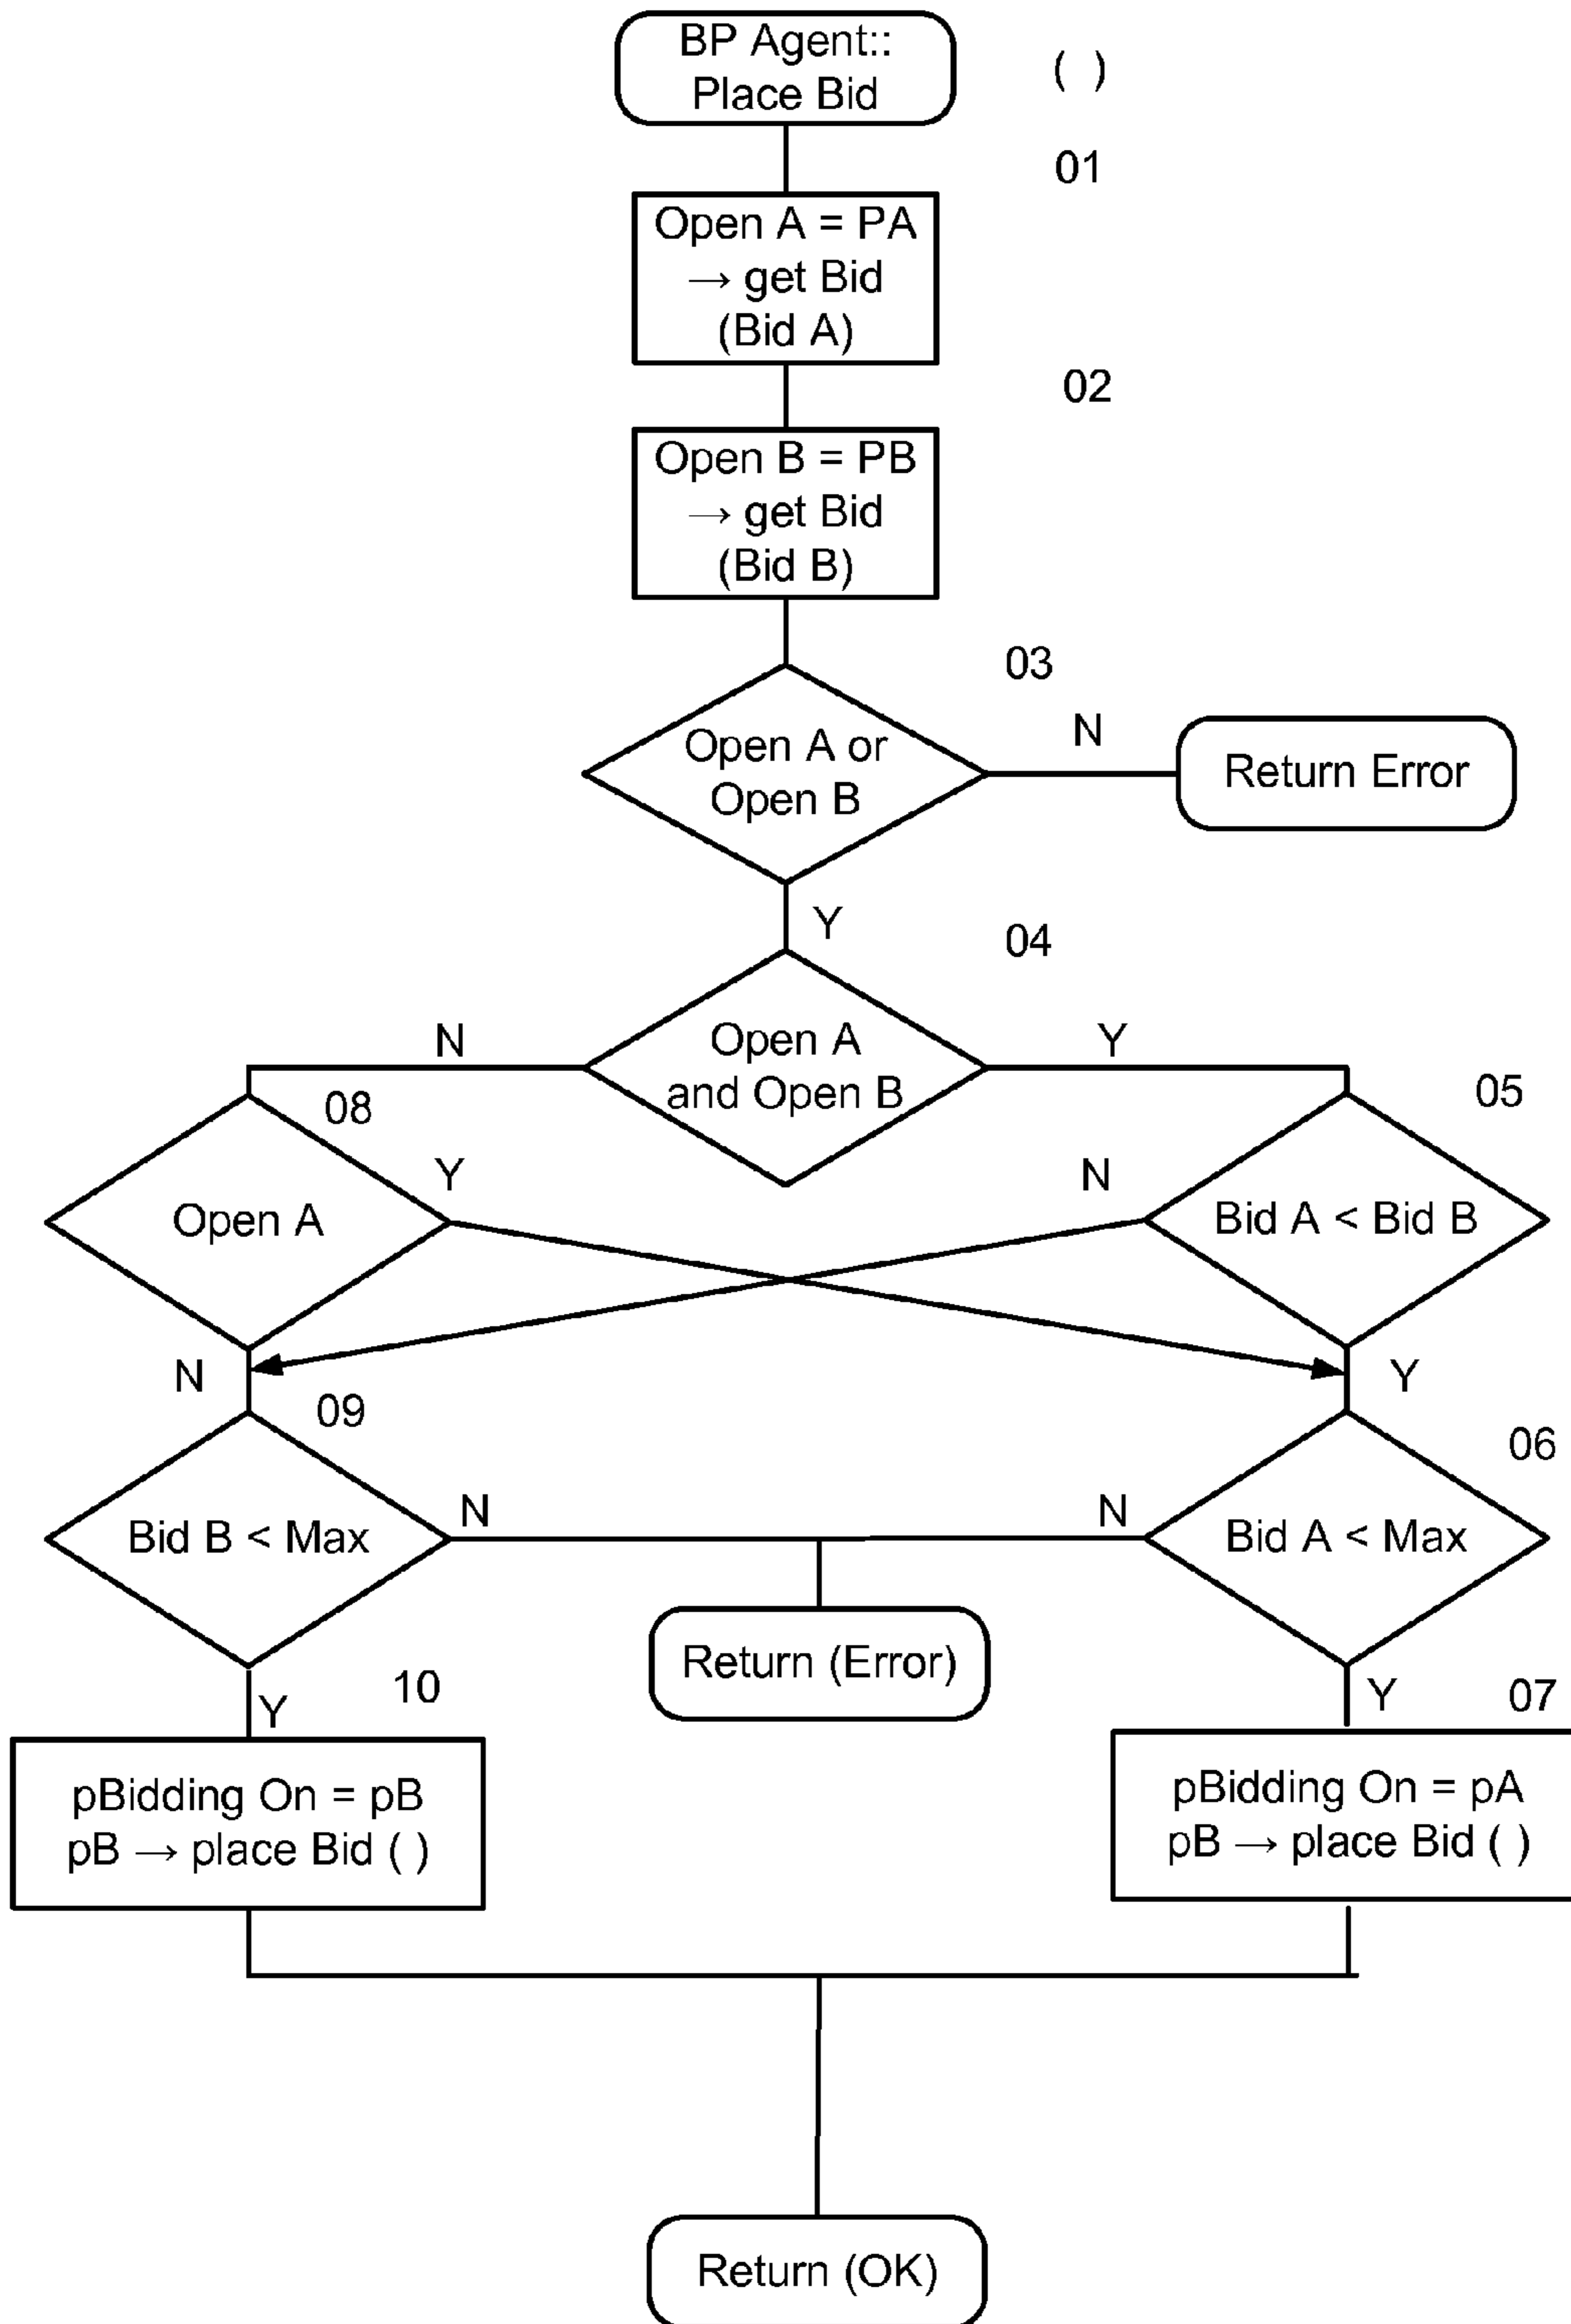 BP Agent::
Place Bid
( )
01
Open A = PA
→ get Bid
(Bid A)
02
Open B = PB
→ get Bid
(Bid B)
03
Open A or
Open B
N
Return Error
Y
04
Open A
and Open B
N
Y
08
05
Open A
Y
N
Bid A < Bid B
N
Y
09
06
Bid B < Max
N
N
Bid A < Max
Return (Error)
Y
10
Y
07
pBidding On = pB
pB → place Bid ( )
pBidding On = pA
pB → place Bid ( )
Return (OK)